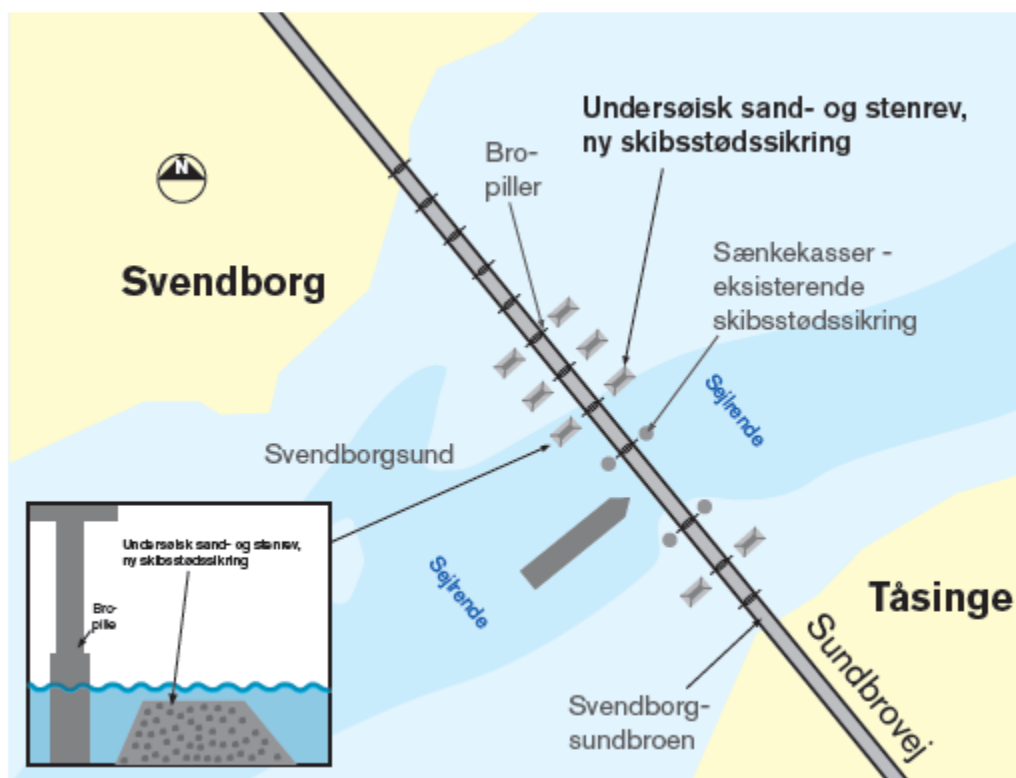 Undersøisk sand- og stenrev,
ny skibsstødssikring
Bro-
piller
N
Sænkekasser -
eksisterende
skibsstødssikring
Svendborg
Sejlrende
Svendborgsund
Undersøisk sand- og stenrev,
ny skibsstødssikring
Bro-
pille
Sejlrende
Tåsinge
Sundbrovej
Svendborg-
sundbroen